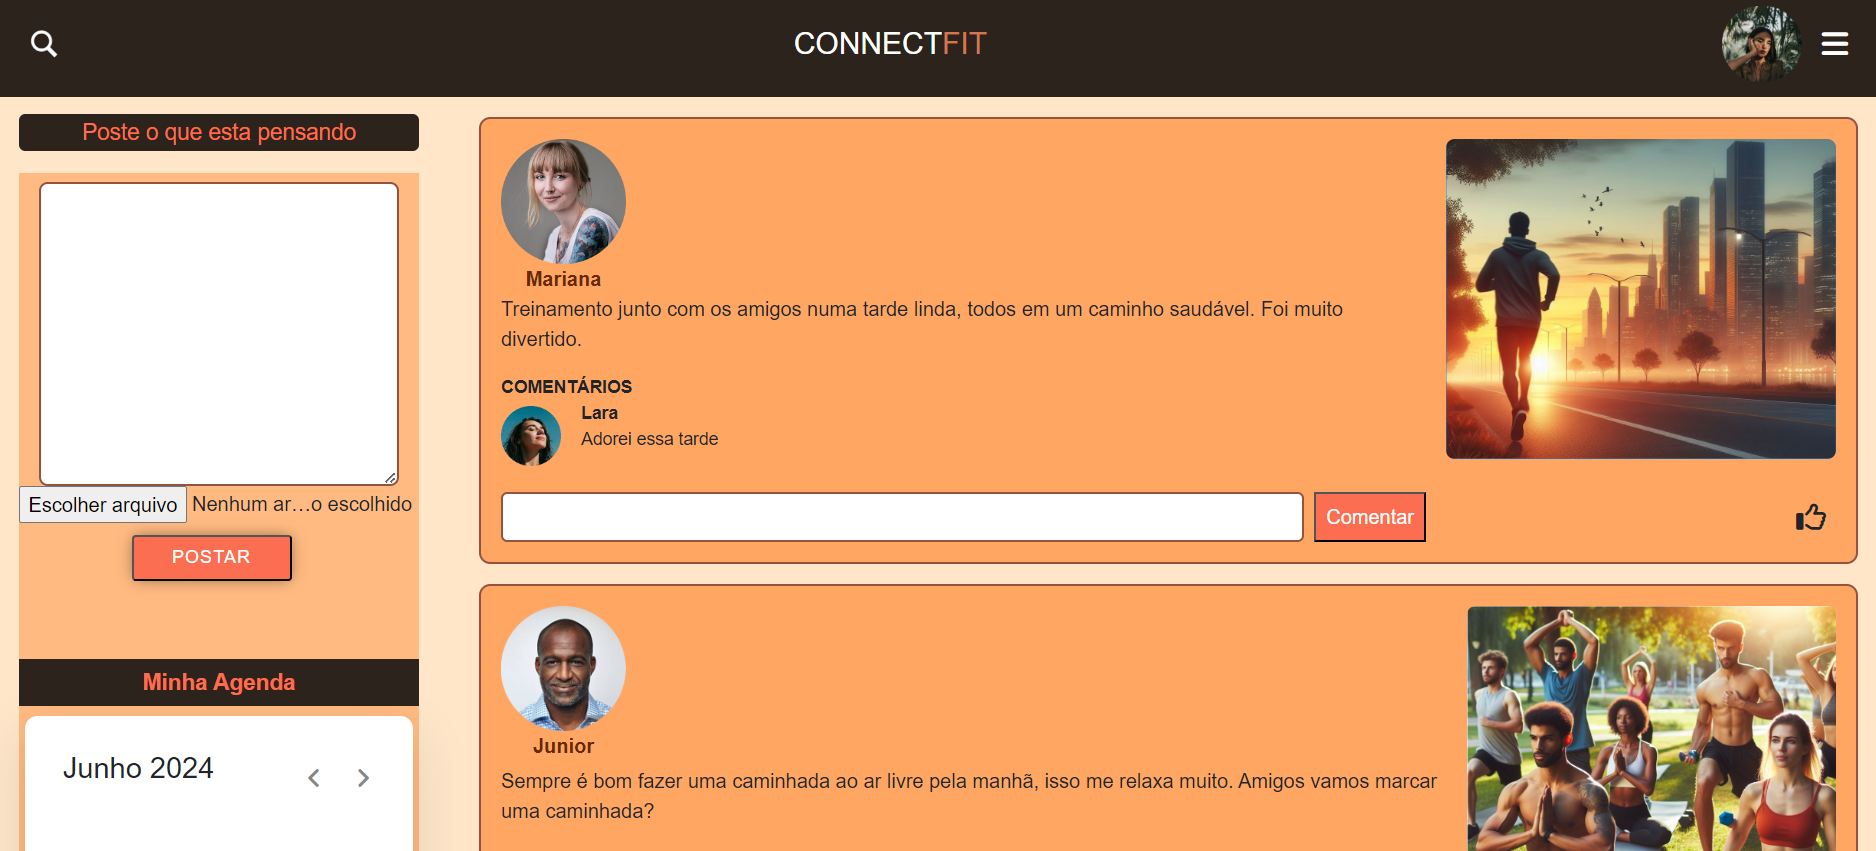 CONNECTFIT
Poste o que esta pensando
Escolher arquivo Nenhum ar...o escolhido
POSTAR
Minha Agenda
Junho 2024
Mariana
Treinamento junto com os amigos numa tarde linda, todos em um caminho saudável. Foi muito
divertido.
COMENTÁRIOS
Lara
Adorei essa tarde
Comentar
Junior
Sempre é bom fazer uma caminhada ao ar livre pela manhã, isso me relaxa muito. Amigos vamos marcar
uma caminhada?